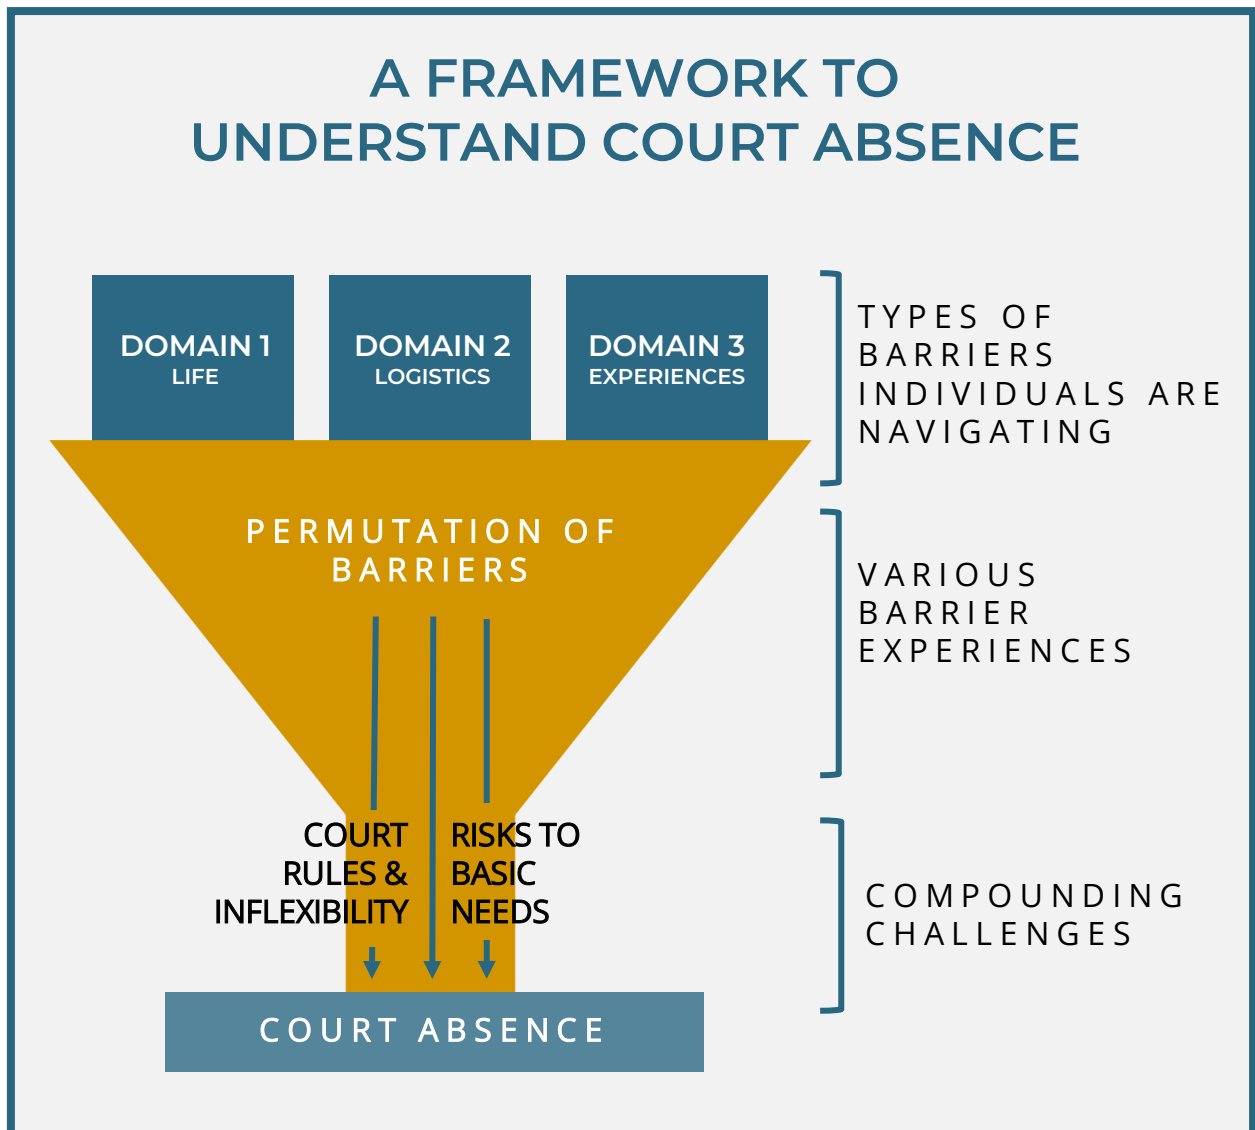 A FRAMEWORK TO
UNDERSTAND COURT ABSENCE
DOMAIN 1
LIFE
DOMAIN 2
LOGISTICS
DOMAIN 3
EXPERIENCES
TYPES OF
BARRIERS
INDIVIDUALS ARE
NAVIGATING
PERMUTATION OF
BARRIERS
VARIOUS
BARRIER
EXPERIENCES
COURT
RULES &
INFLEXIBILITY
RISKS TO
BASIC
NEEDS
COMPOUNDING
CHALLENGES
COURT ABSENCE